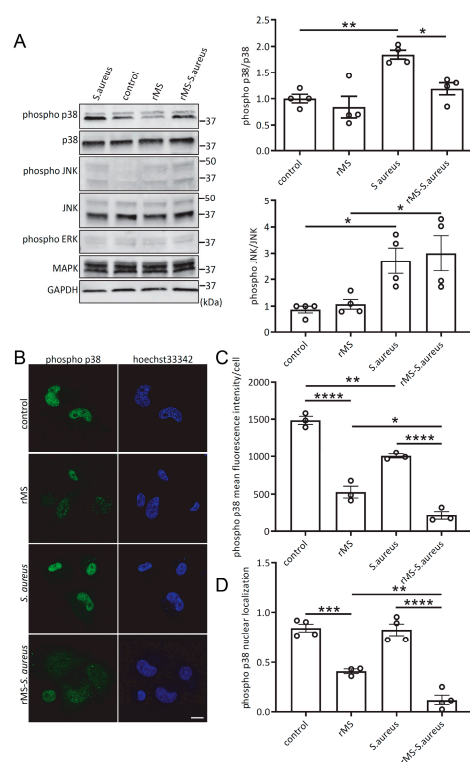 A
S.aureus
control
rMS
rMS-S.aureus
phospho p38
37
p38
37
phospho JNK
50
37
JNK
50
37
phospho ERK
37
MAPK
37
GAPDH
37
(kDa)
phospho p38/p38
2.5
2.0
1.5
1.0
0.5
0.0
**
*
control
rMS
S.aureus
rMS-S.aureus
phospho JNK/JNK
5
4
3
2
1
0
*
*
control
rMS
S.aureus
rMS-S.aureus
B
phospho p38
hoechst33342
control
rMS
S. aureus
rMS-S. aureus
C
phospho p38 mean fluorescence intensity/cell
2000
1500
1000
500
0
**
****
*
****
control
rMS
S.aureus
rMS-S.aureus
D
phospho p38 nuclear localization
1.0
0.5
0.0
**
***
****
control
rMS
S.aureus
rMS-S.aureus